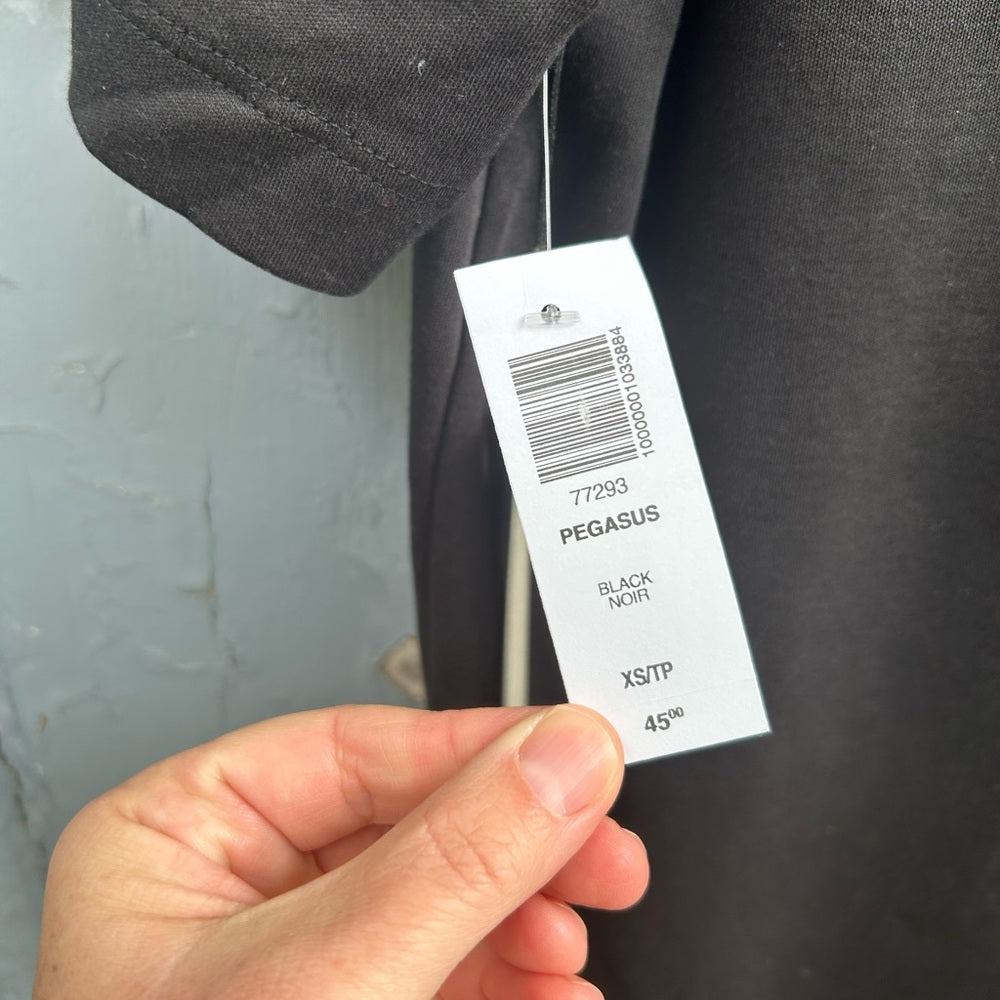 1000001033884
77293
PEGASUS
BLACK
NOIR
XS/TP
45⁰⁰